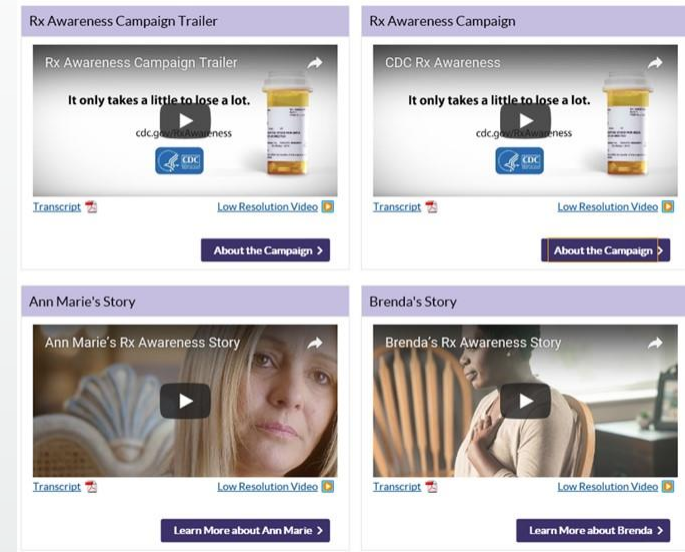 Rx Awareness Campaign Trailer
Rx Awareness Campaign Trailer
It only takes a little to lose a lot.
cdc.gov/RxAwareness
CDC
Transcript
Low Resolution Video
About the Campaign >
Rx Awareness Campaign
CDC Rx Awareness
It only takes a little to lose a lot.
cdc.gov/RxAwareness
CDC
Transcript
Low Resolution Video
About the Campaign >
Ann Marie's Story
Ann Marie's Rx Awareness Story
Transcript
Low Resolution Video
Learn More about Ann Marie >
Brenda's Story
Brenda's Rx Awareness Story
Transcript
Low Resolution Video
Learn More about Brenda >